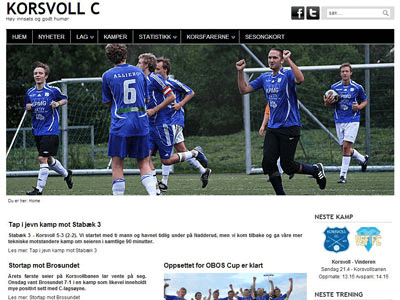 KORSVOLL C
Høy innsats og godt humør
søk...
HJEM NYHETER LAG KAMPER STATISTIKK KORSFARERNE SESONGKORT
6
KPMG
KPMG
Du er her: Home
Tap i jevn kamp mot Stabæk 3
Stabæk 3 - Korsvoll 5-3 (2-2). Vi startet med 8 mann og havnet tidlig under på Nadderud, men vi kom tilbake og ga våre mer
tekniske motstandere kamp om seieren i samtlige 90 minutter.
Les mer: Tap i jevn kamp mot Stabæk 3
Stortap mot Brosundet
Årets første seier på Korsvollbanen lar vente på seg.
Onsdag vant Brosundet 7-1 i en kamp som likevel inneholdt
mye positivt sett med C lagsøyne.
Les mer: Stortap mot Brosundet
Oppsettet for OBOS Cup er klart
NESTE KAMP
KORSVOLL
Korsvoll - Vinderen
Søndag 21.4 - Korsvollbanen
Oppmøte: 13.15 Avspark: 14.15
NESTE TRENING